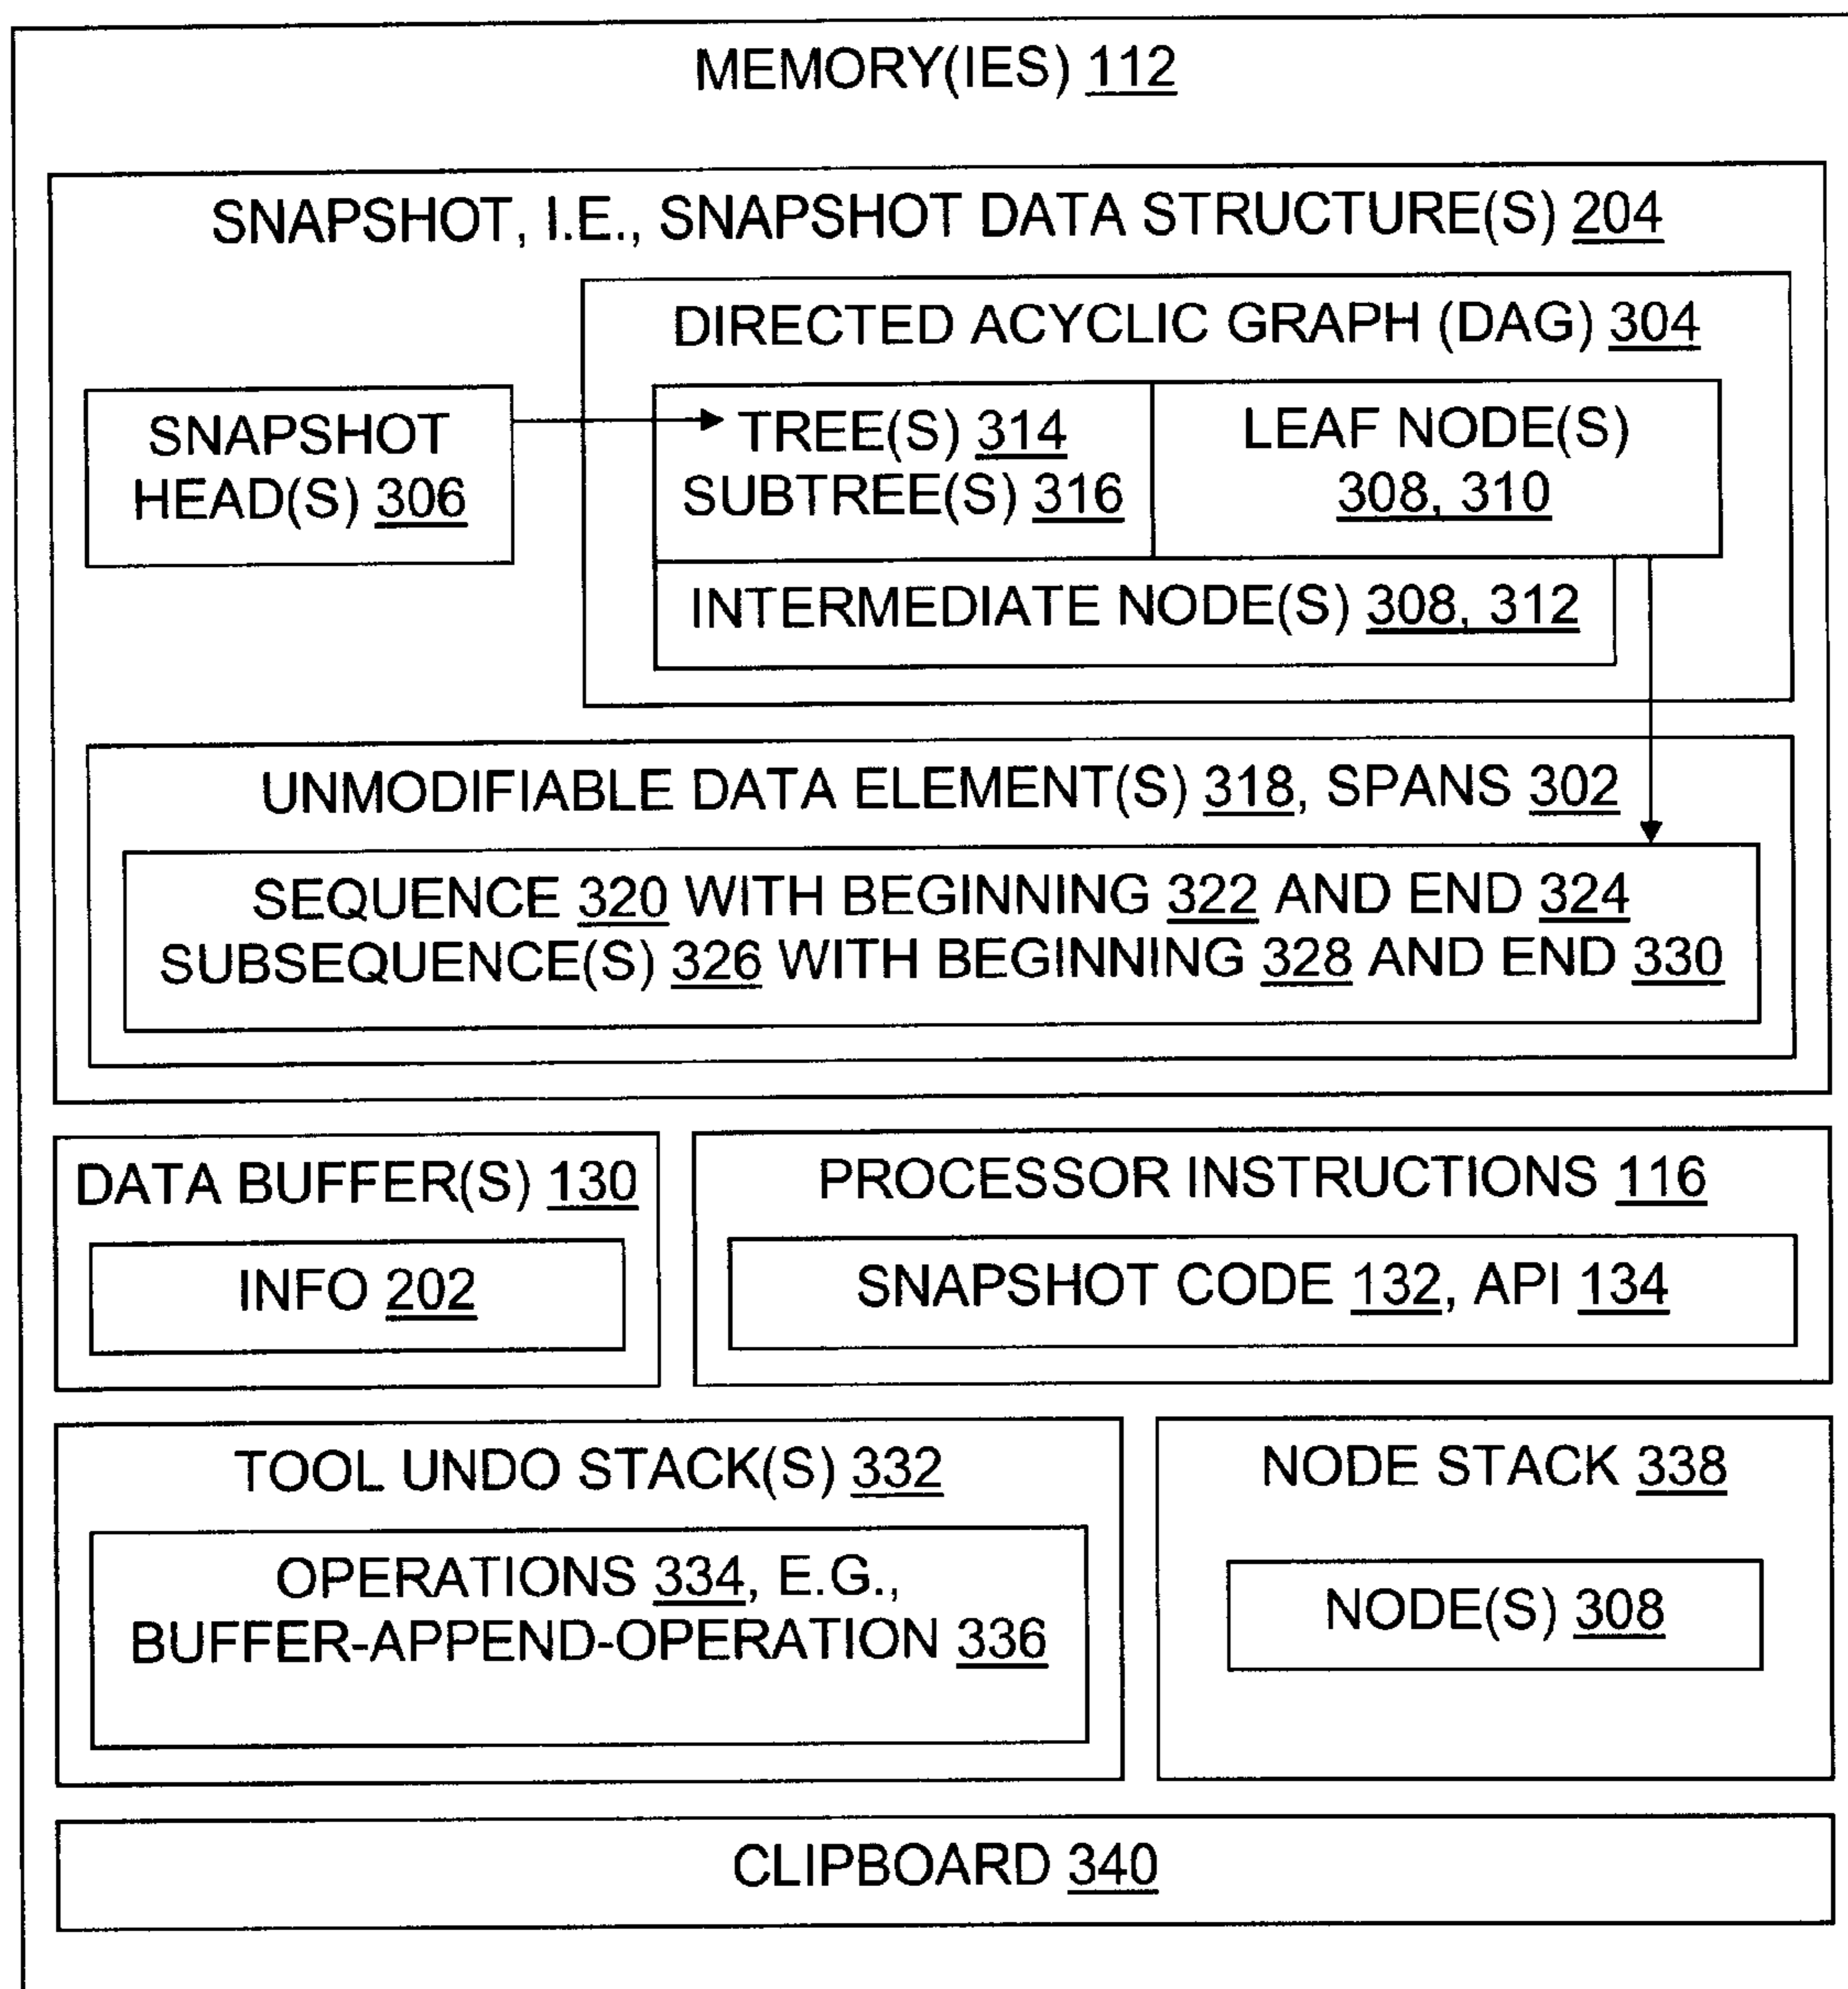 MEMORY(IES) 112
SNAPSHOT, I.E., SNAPSHOT DATA STRUCTURE(S) 204
DIRECTED ACYCLIC GRAPH (DAG) 304
SNAPSHOT
HEAD(S) 306
TREE(S) 314
SUBTREE(S) 316
LEAF NODE(S)
308, 310
INTERMEDIATE NODE(S) 308, 312
UNMODIFIABLE DATA ELEMENT(S) 318, SPANS 302
SEQUENCE 320 WITH BEGINNING 322 AND END 324
SUBSEQUENCE(S) 326 WITH BEGINNING 328 AND END 330
DATA BUFFER(S) 130
INFO 202
PROCESSOR INSTRUCTIONS 116
SNAPSHOT CODE 132, API 134
TOOL UNDO STACK(S) 332
OPERATIONS 334, E.G.,
BUFFER-APPEND-OPERATION 336
NODE STACK 338
NODE(S) 308
CLIPBOARD 340